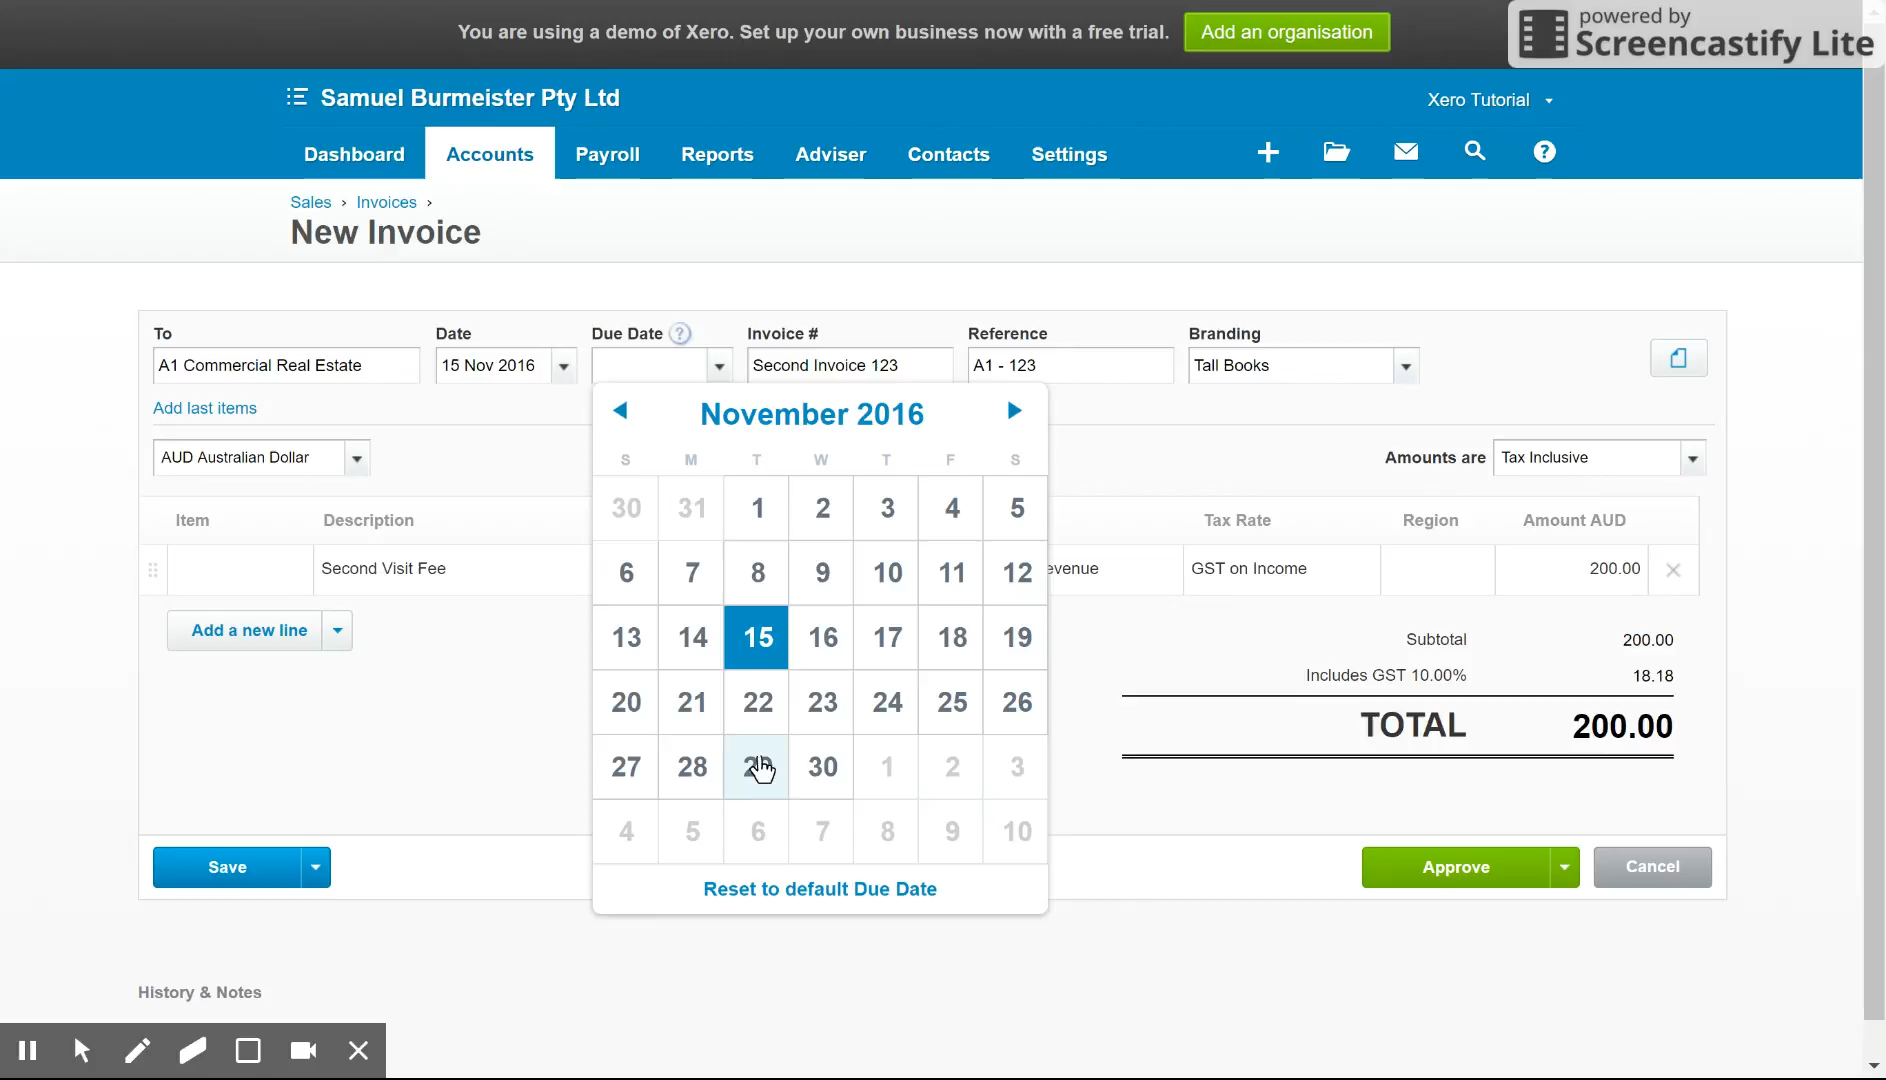 You are using a demo of Xero. Set up your own business now with a free trial.
Add an organisation
powered by
Screencastify Lite
Samuel Burmeister Pty Ltd
Xero Tutorial
Dashboard
Accounts
Payroll
Reports
Adviser
Contacts
Settings
Sales › Invoices ›
New Invoice
To
Date
Due Date ?
Invoice #
Reference
Branding
A1 Commercial Real Estate
15 Nov 2016
Second Invoice 123
A1 - 123
Tall Books
Add last items
November 2016
AUD Australian Dollar
Amounts are
Tax Inclusive
S M T W T F S
30 31 1 2 3 4 5
6 7 8 9 10 11 12
13 14 15 16 17 18 19
20 21 22 23 24 25 26
27 28 29 30 1 2 3
4 5 6 7 8 9 10
Reset to default Due Date
Item
Description
Tax Rate
Region
Amount AUD
Second Visit Fee
evenue
GST on Income
200.00
Add a new line
Subtotal 200.00
Includes GST 10.00% 18.18
TOTAL 200.00
Save
Approve
Cancel
History & Notes